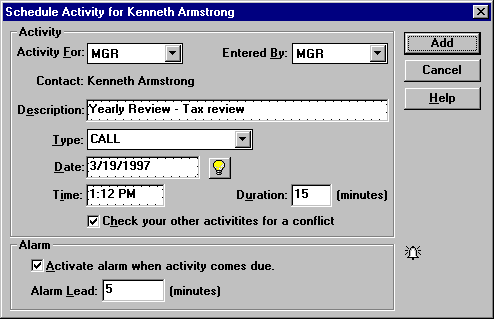 Schedule Activity for Kenneth Armstrong
Activity
Activity For: MGR Entered By: MGR
Add
Contact: Kenneth Armstrong
Cancel
Description: Yearly Review - Tax review
Help
Type: CALL
Date: 3/19/1997
Time: 1:12 PM Duration: 15 (minutes)
Check your other activitites for a conflict
Alarm
Activate alarm when activity comes due.
Alarm Lead: 5 (minutes)